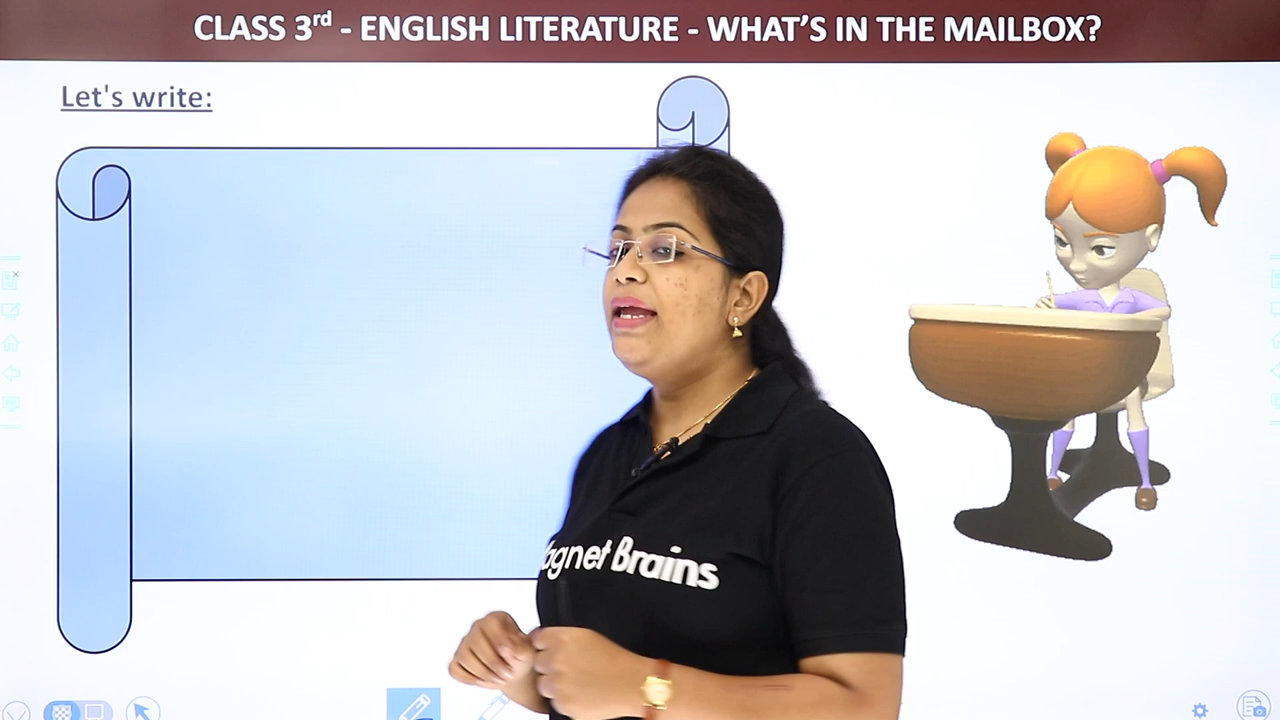 CLASS 3rd - ENGLISH LITERATURE - WHAT'S IN THE MAILBOX?
Let's write:
agnet Brains